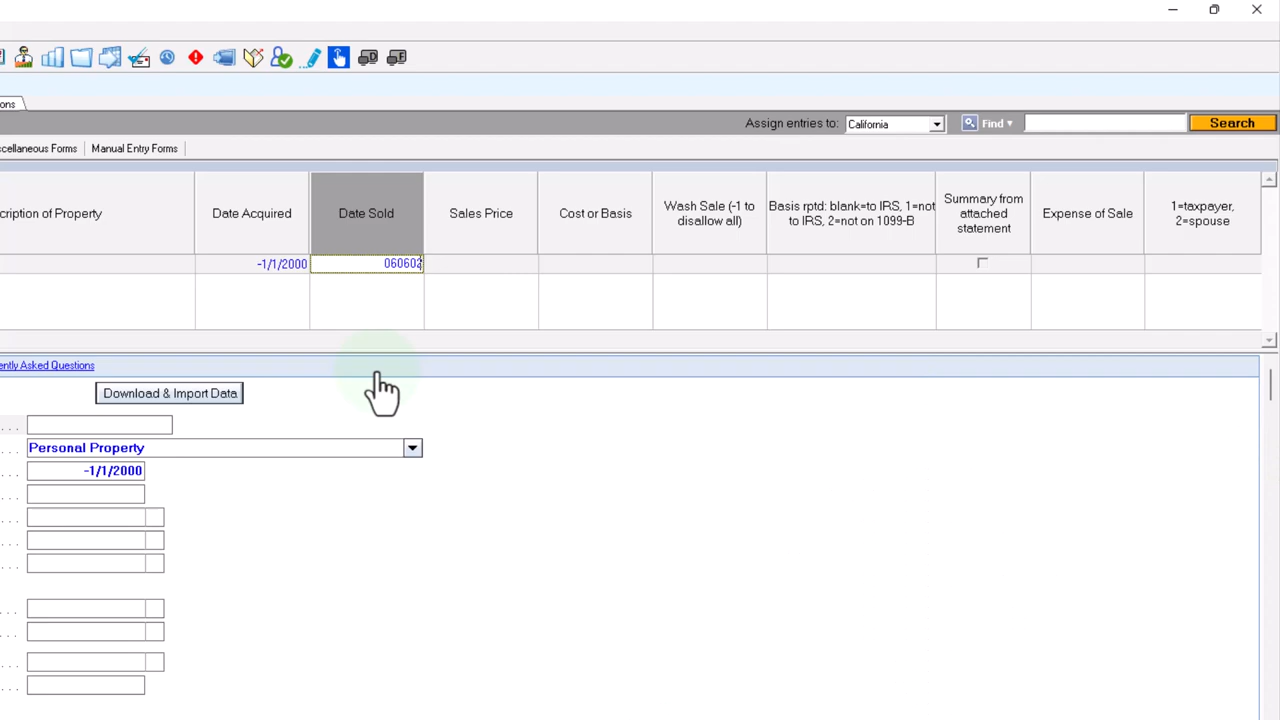 ons
Assign entries to: California Find Search
scellaneous Forms Manual Entry Forms
cription of Property Date Acquired Date Sold Sales Price Cost or Basis Wash Sale (-1 to disallow all) Basis rptd: blank=to IRS, 1=not to IRS, 2=not on 1099-B Summary from attached statement Expense of Sale 1=taxpayer, 2=spouse
-1/1/2000 060602
ently Asked Questions
Download & Import Data
Personal Property
-1/1/2000